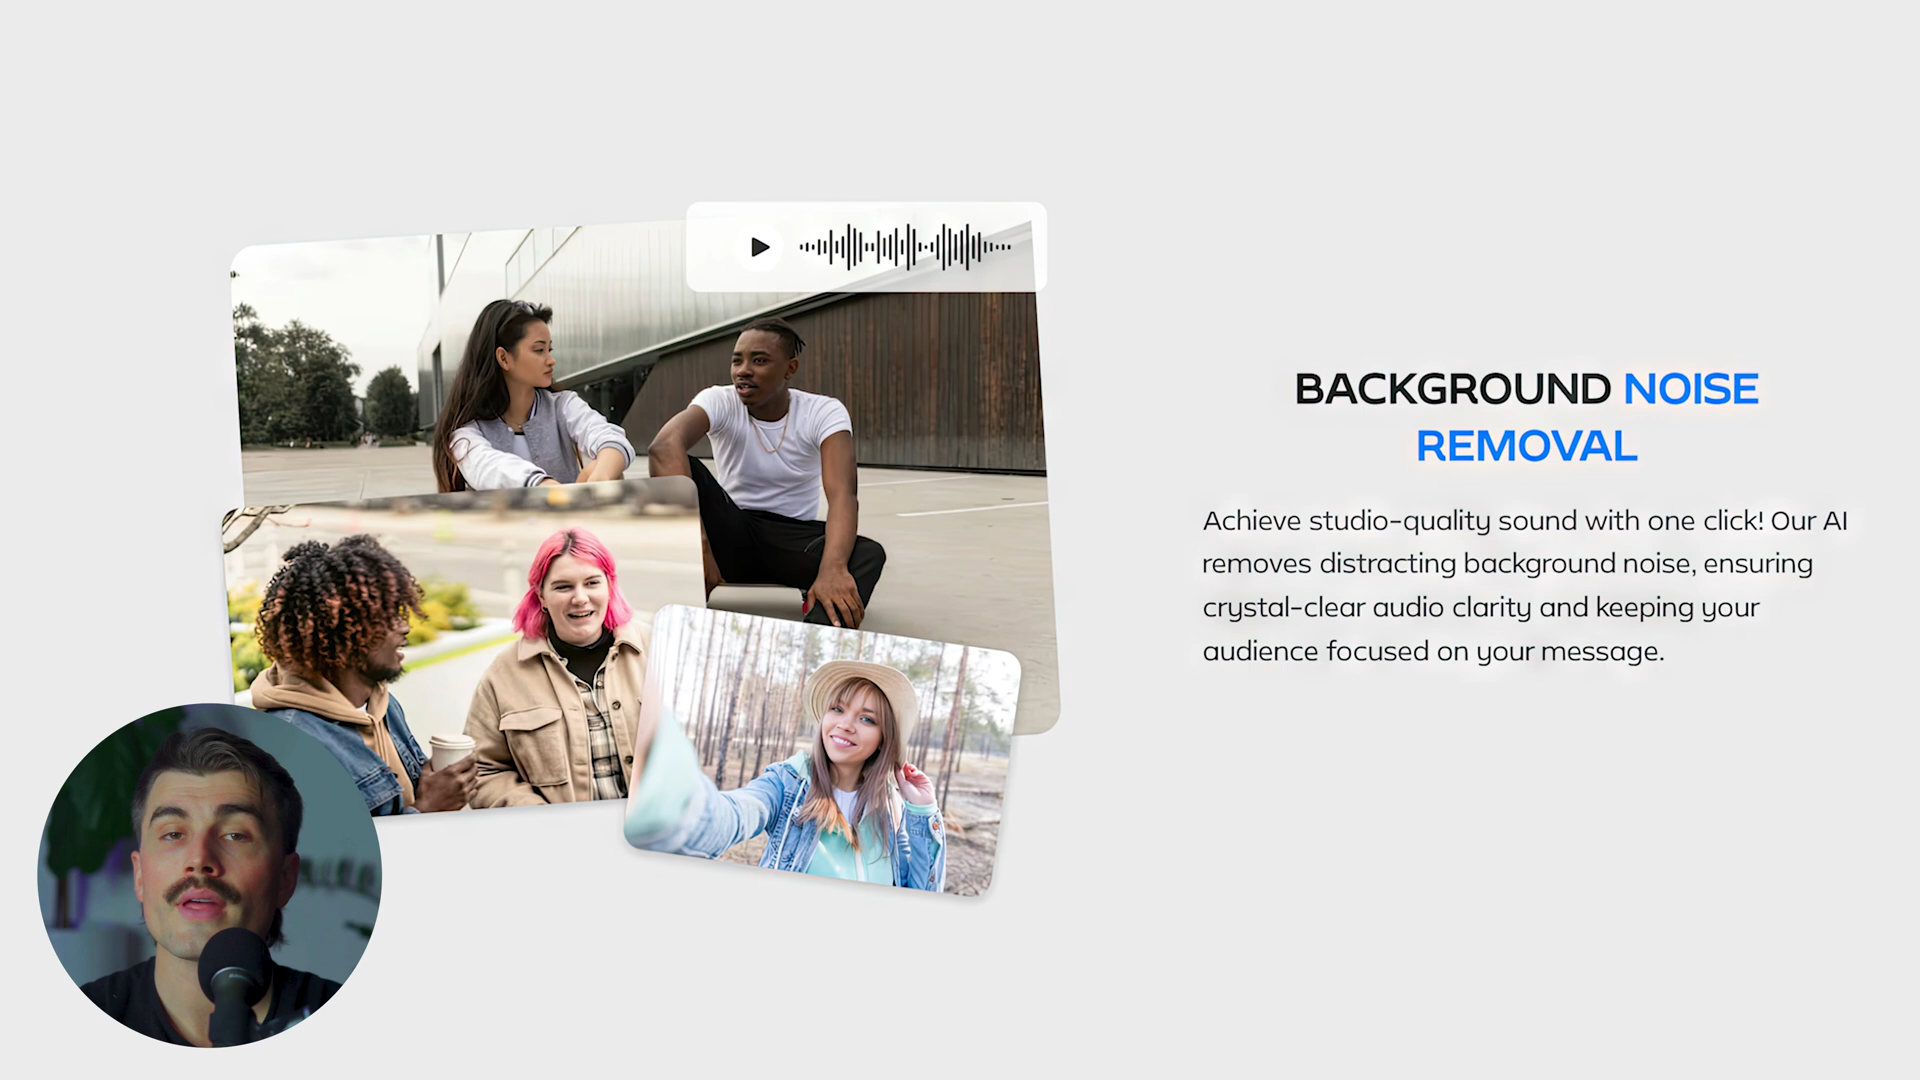 BACKGROUND NOISE
REMOVAL
Achieve studio-quality sound with one click! Our AI
removes distracting background noise, ensuring
crystal-clear audio clarity and keeping your
audience focused on your message.